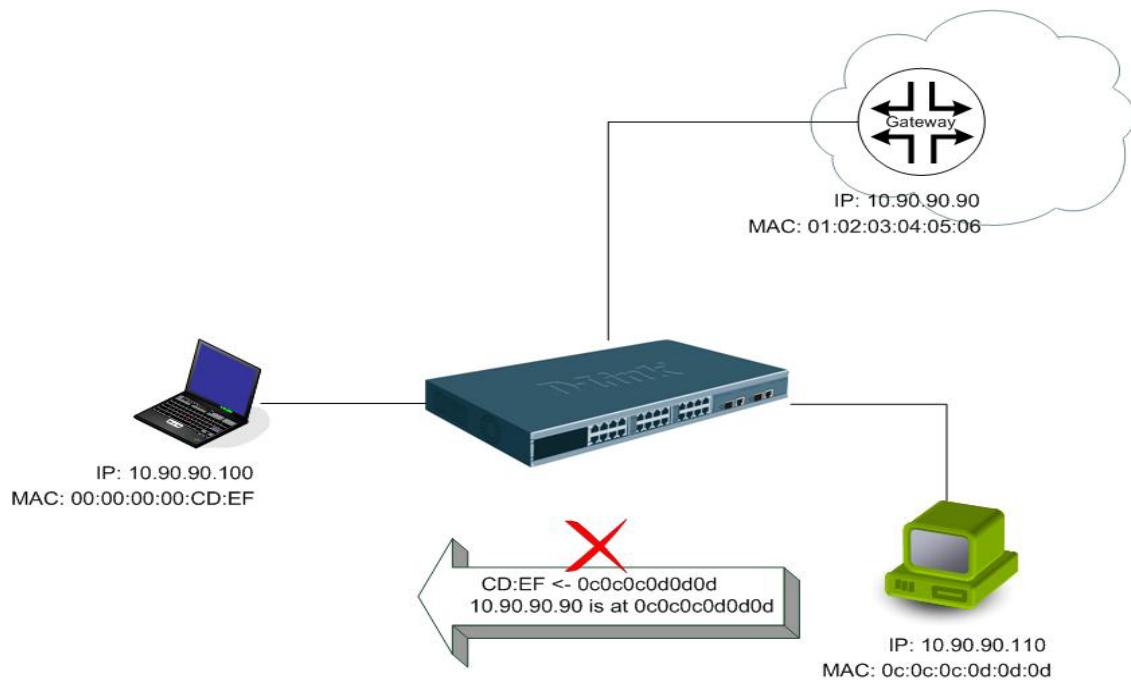 Gateway
IP: 10.90.90.90
MAC: 01:02:03:04:05:06
D-Link
IP: 10.90.90.100
MAC: 00:00:00:00:CD:EF
CD:EF <- 0c0c0c0d0d0d
10.90.90.90 is at 0c0c0c0d0d0d
IP: 10.90.90.110
MAC: 0c:0c:0c:0d:0d:0d